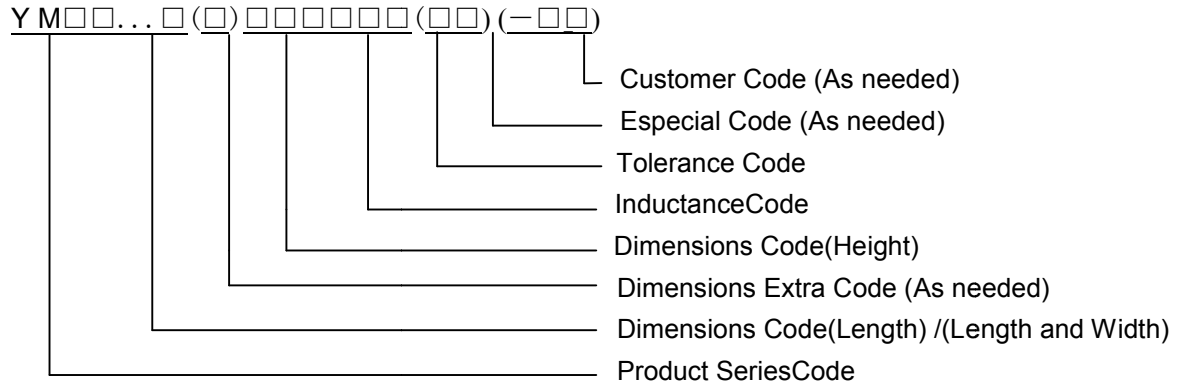 Y M□□...□(□)□□□□□□(□□)(－□□)
Customer Code (As needed)
Especial Code (As needed)
Tolerance Code
InductanceCode
Dimensions Code(Height)
Dimensions Extra Code (As needed)
Dimensions Code(Length) /(Length and Width)
Product SeriesCode